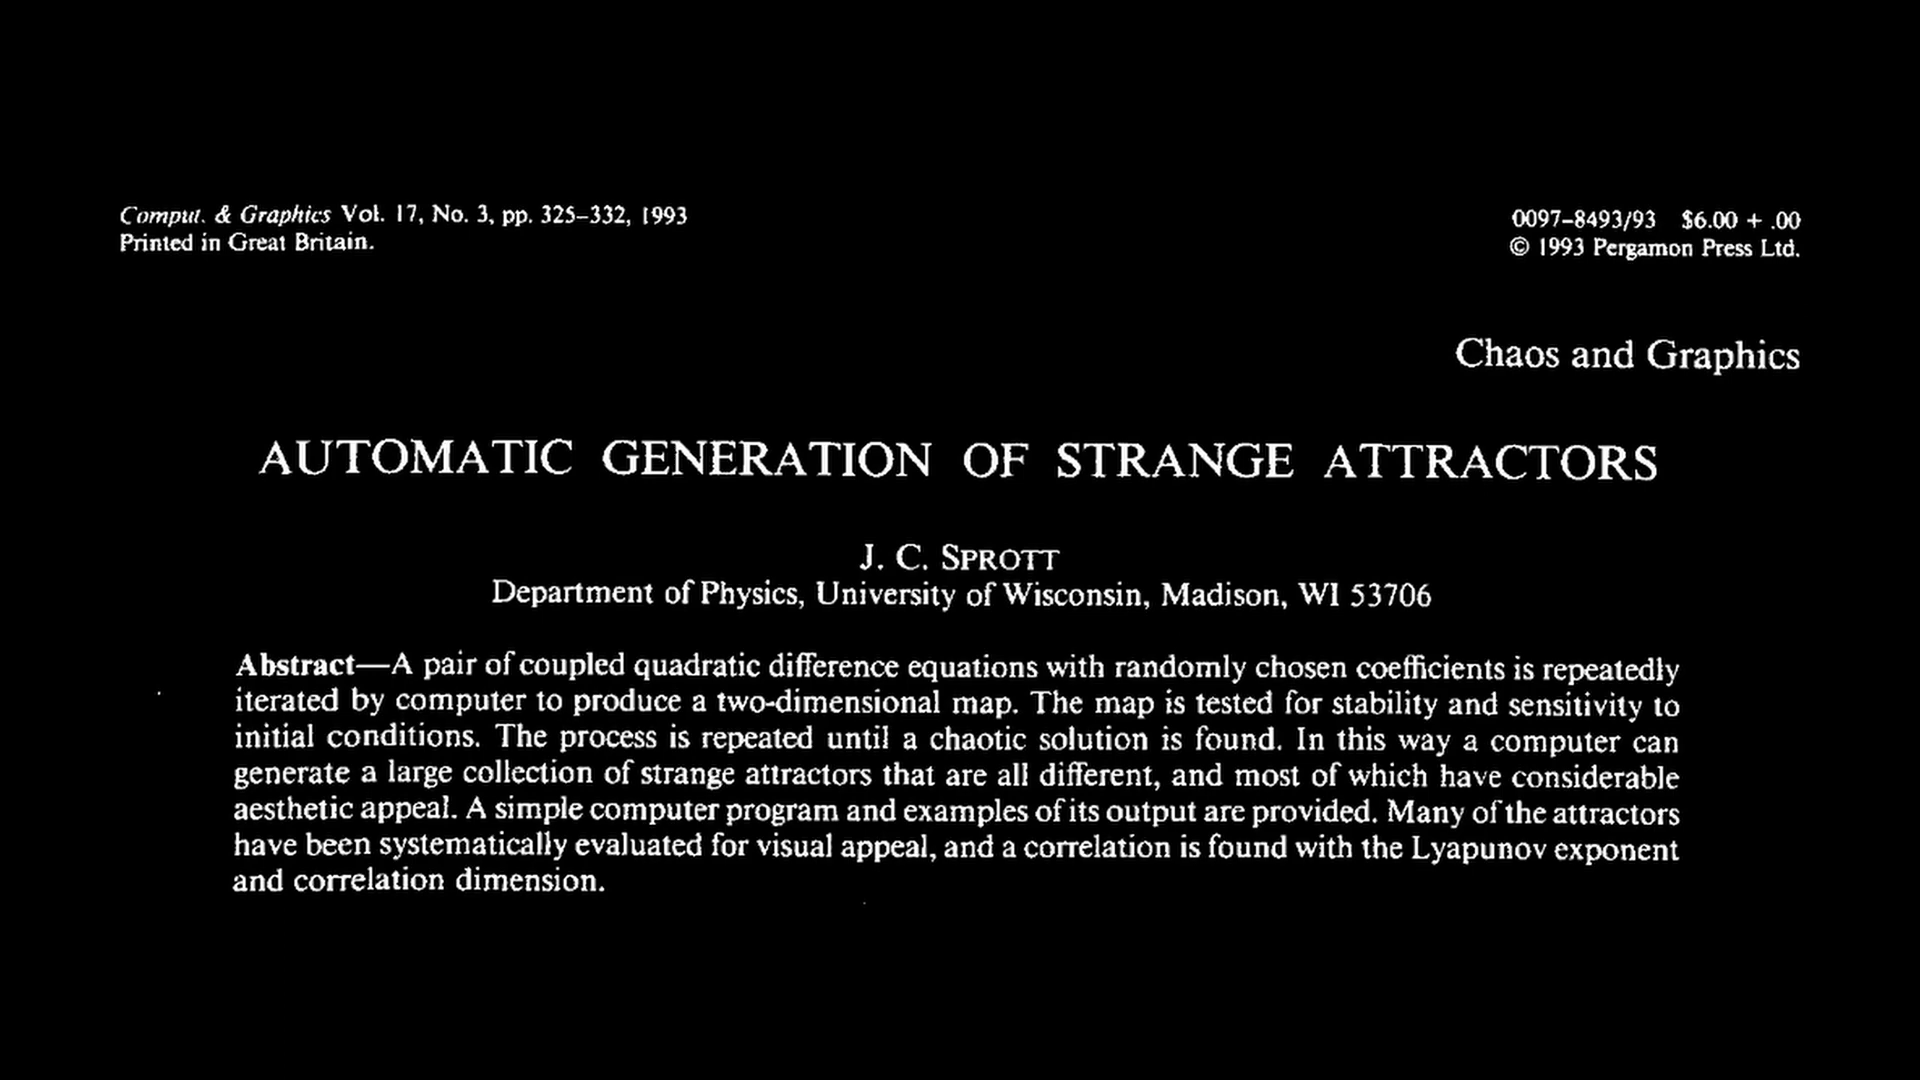 Comput. & Graphics Vol. 17, No. 3, pp. 325–332, 1993
Printed in Great Britain.
0097–8493/93 $6.00 + .00
© 1993 Pergamon Press Ltd.
Chaos and Graphics
AUTOMATIC GENERATION OF STRANGE ATTRACTORS
J. C. SPROTT
Department of Physics, University of Wisconsin, Madison, WI 53706
Abstract—A pair of coupled quadratic difference equations with randomly chosen coefficients is repeatedly
iterated by computer to produce a two-dimensional map. The map is tested for stability and sensitivity to
initial conditions. The process is repeated until a chaotic solution is found. In this way a computer can
generate a large collection of strange attractors that are all different, and most of which have considerable
aesthetic appeal. A simple computer program and examples of its output are provided. Many of the attractors
have been systematically evaluated for visual appeal, and a correlation is found with the Lyapunov exponent
and correlation dimension.